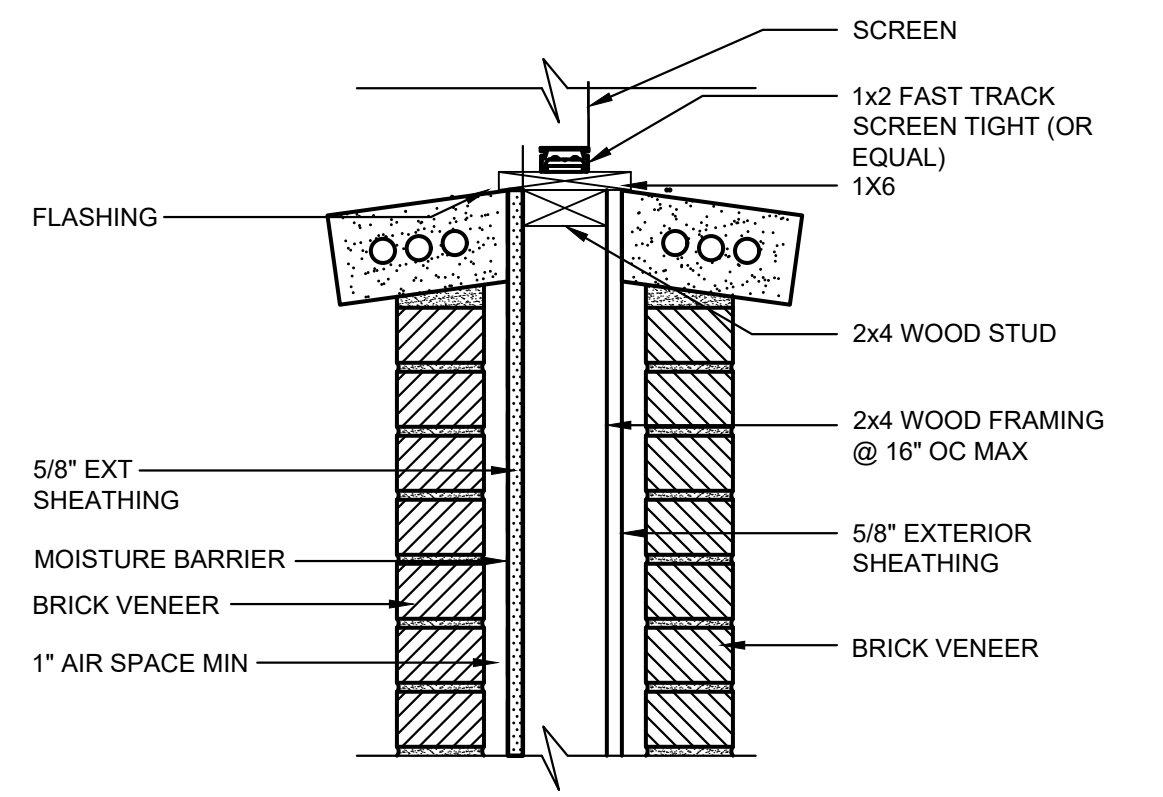 SCREEN
1x2 FAST TRACK
SCREEN TIGHT (OR
EQUAL)
1X6
FLASHING
2x4 WOOD STUD
2x4 WOOD FRAMING
@ 16" OC MAX
5/8" EXT
SHEATHING
5/8" EXTERIOR
SHEATHING
MOISTURE BARRIER
BRICK VENEER
BRICK VENEER
1" AIR SPACE MIN